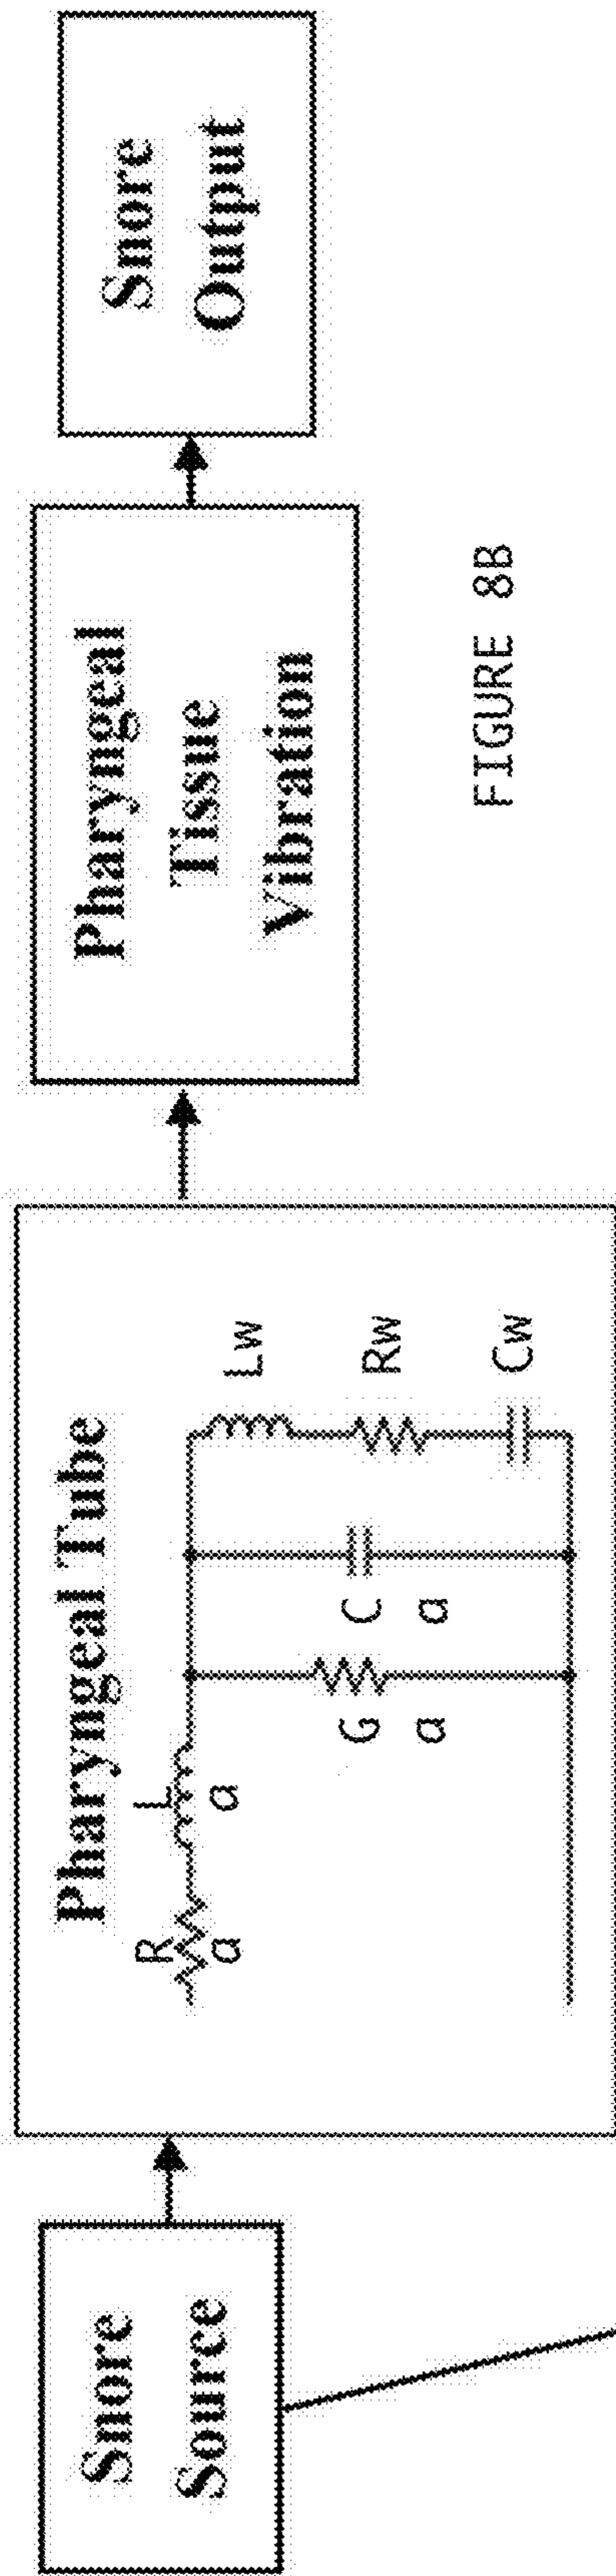 Snore
Source
Pharyngeal Tube
R
a
L
a
G
a
C
a
Lw
Rw
Cw
Pharyngeal
Tissue
Vibration
Snore
Output
FIGURE 8B